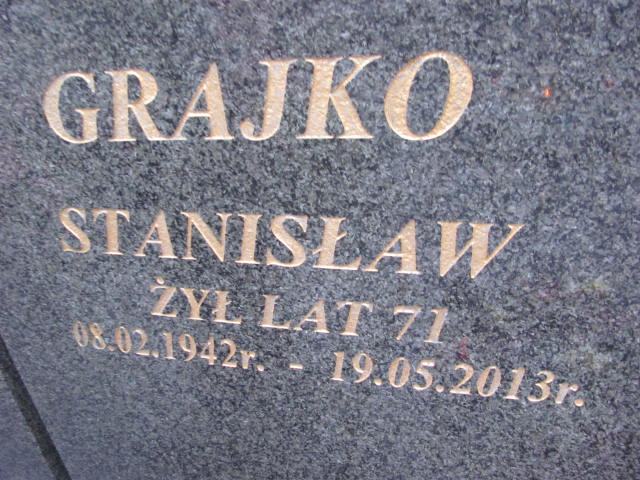 GRAJKO
STANISŁAW
ŻYŁ LAT 71
08.02.1942r. - 19.05.2013r.